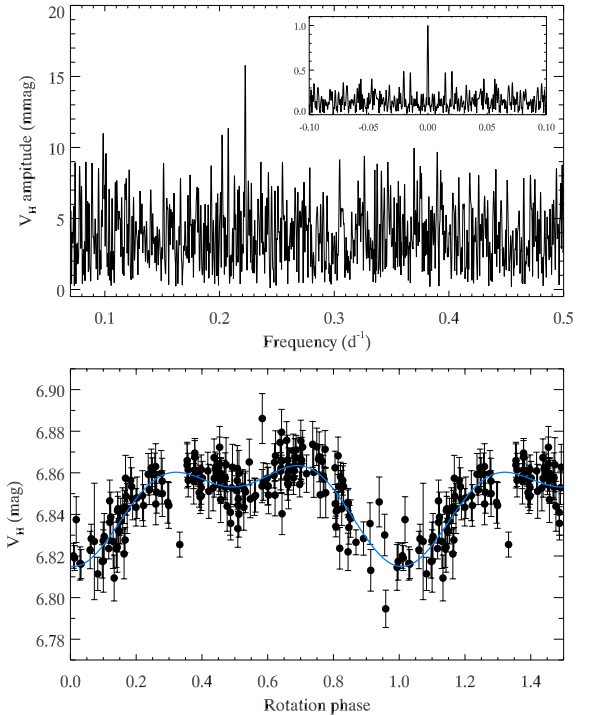 20
15
10
5
0
V_H ampitude (mmag)
1.0
0.5
0.0
-0.10 -0.05 0.00 0.05 0.10
0.1 0.2 0.3 0.4 0.5
Frequency (d⁻¹)
6.90
6.88
6.86
6.84
6.82
6.80
6.78
V_H (mag)
0.0 0.2 0.4 0.6 0.8 1.0 1.2 1.4
Rotation phase